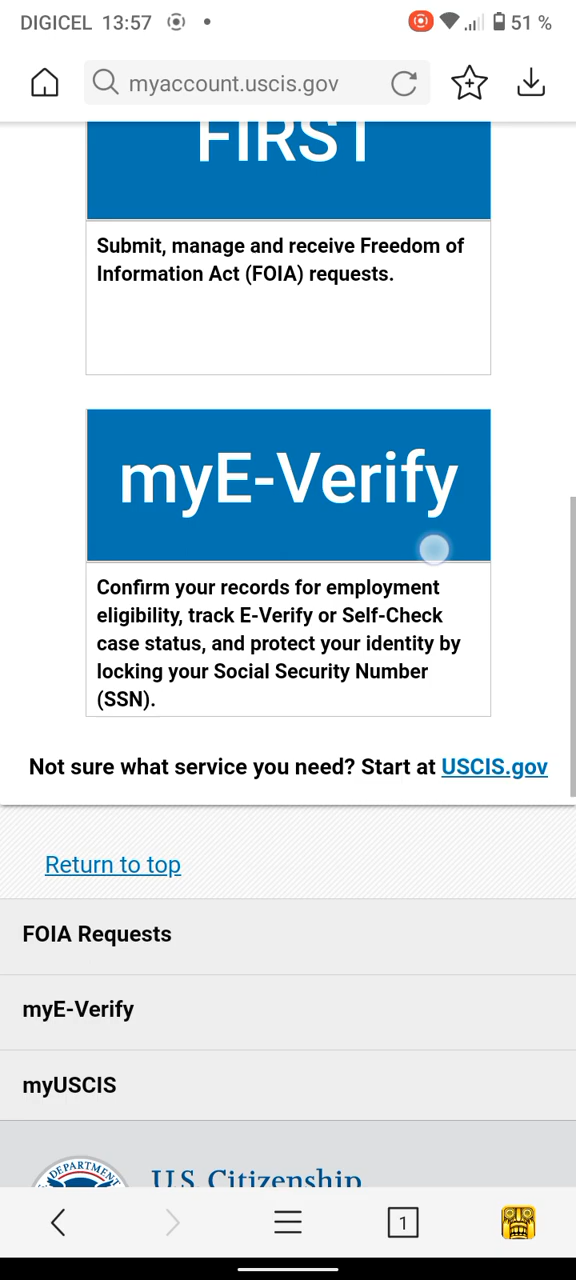 DIGICEL 13:57
51 %
myaccount.uscis.gov
FIRST
Submit, manage and receive Freedom of
Information Act (FOIA) requests.
myE-Verify
Confirm your records for employment
eligibility, track E-Verify or Self-Check
case status, and protect your identity by
locking your Social Security Number
(SSN).
Not sure what service you need? Start at USCIS.gov
Return to top
FOIA Requests
myE-Verify
myUSCIS
DEPARTMENT
U.S. Citizenship
1